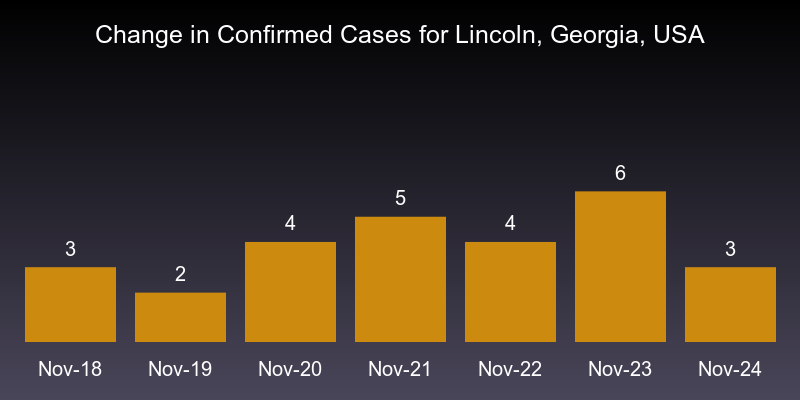 Change in Confirmed Cases for Lincoln, Georgia, USA
3
2
4
5
4
6
3
Nov-18
Nov-19
Nov-20
Nov-21
Nov-22
Nov-23
Nov-24